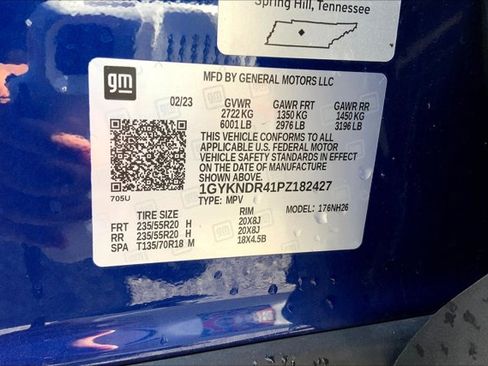 Spring Hill, Tennessee
gm
MFD BY GENERAL MOTORS LLC
02/23 GVWR GAWR FRT GAWR RR
2722 KG 1350 KG 1450 KG
6001 LB 2976 LB 3196 LB
THIS VEHICLE CONFORMS TO ALL
APPLICABLE U.S. FEDERAL MOTOR
VEHICLE SAFETY STANDARDS IN EFFECT
ON THE DATE OF MANUFACTURE
SHOWN ABOVE.
1GYKNDR41PZ182427
705U
TYPE: MPV MODEL: 176NH26
TIRE SIZE RIM
FRT 235/55R20 H 20X8J
RR 235/55R20 H 20X8J
SPA T135/70R18 M 18X4.5B